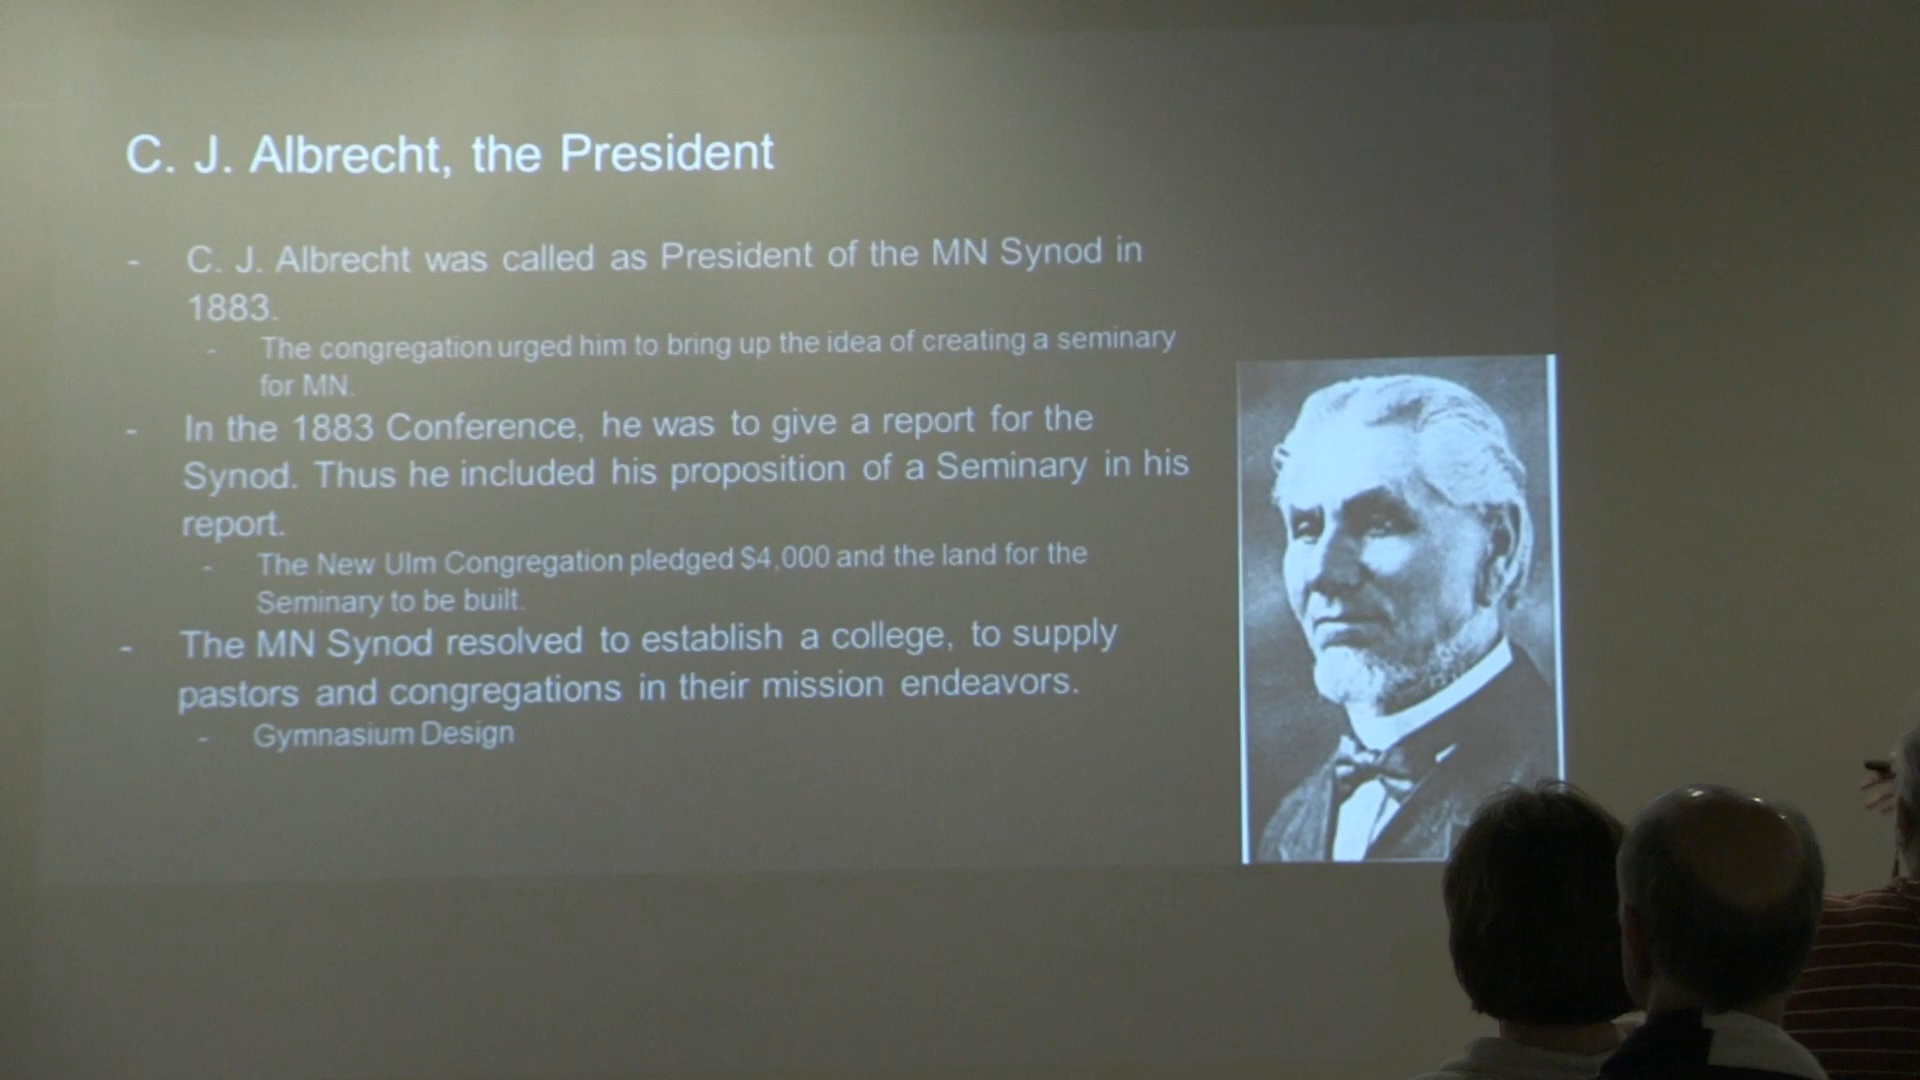 C. J. Albrecht, the President
- C. J. Albrecht was called as President of the MN Synod in
1883.
- The congregation urged him to bring up the idea of creating a seminary
for MN.
- In the 1883 Conference, he was to give a report for the
Synod. Thus he included his proposition of a Seminary in his
report.
- The New Ulm Congregation pledged $4,000 and the land for the
Seminary to be built.
- The MN Synod resolved to establish a college, to supply
pastors and congregations in their mission endeavors.
- Gymnasium Design